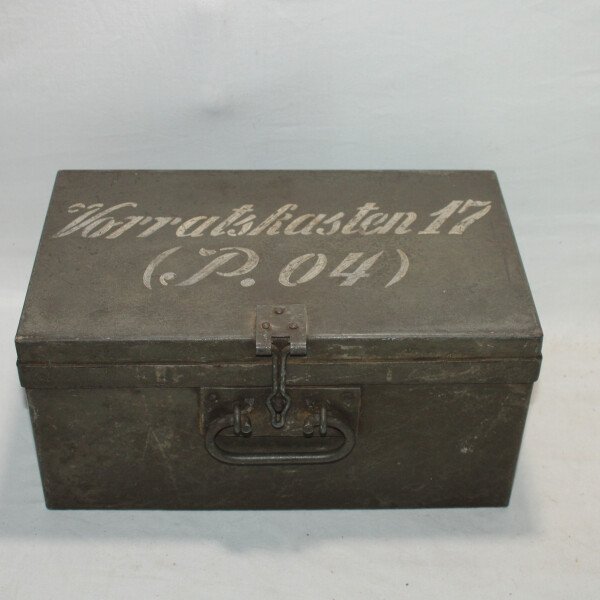 Vorratskasten 17
(P. 04)